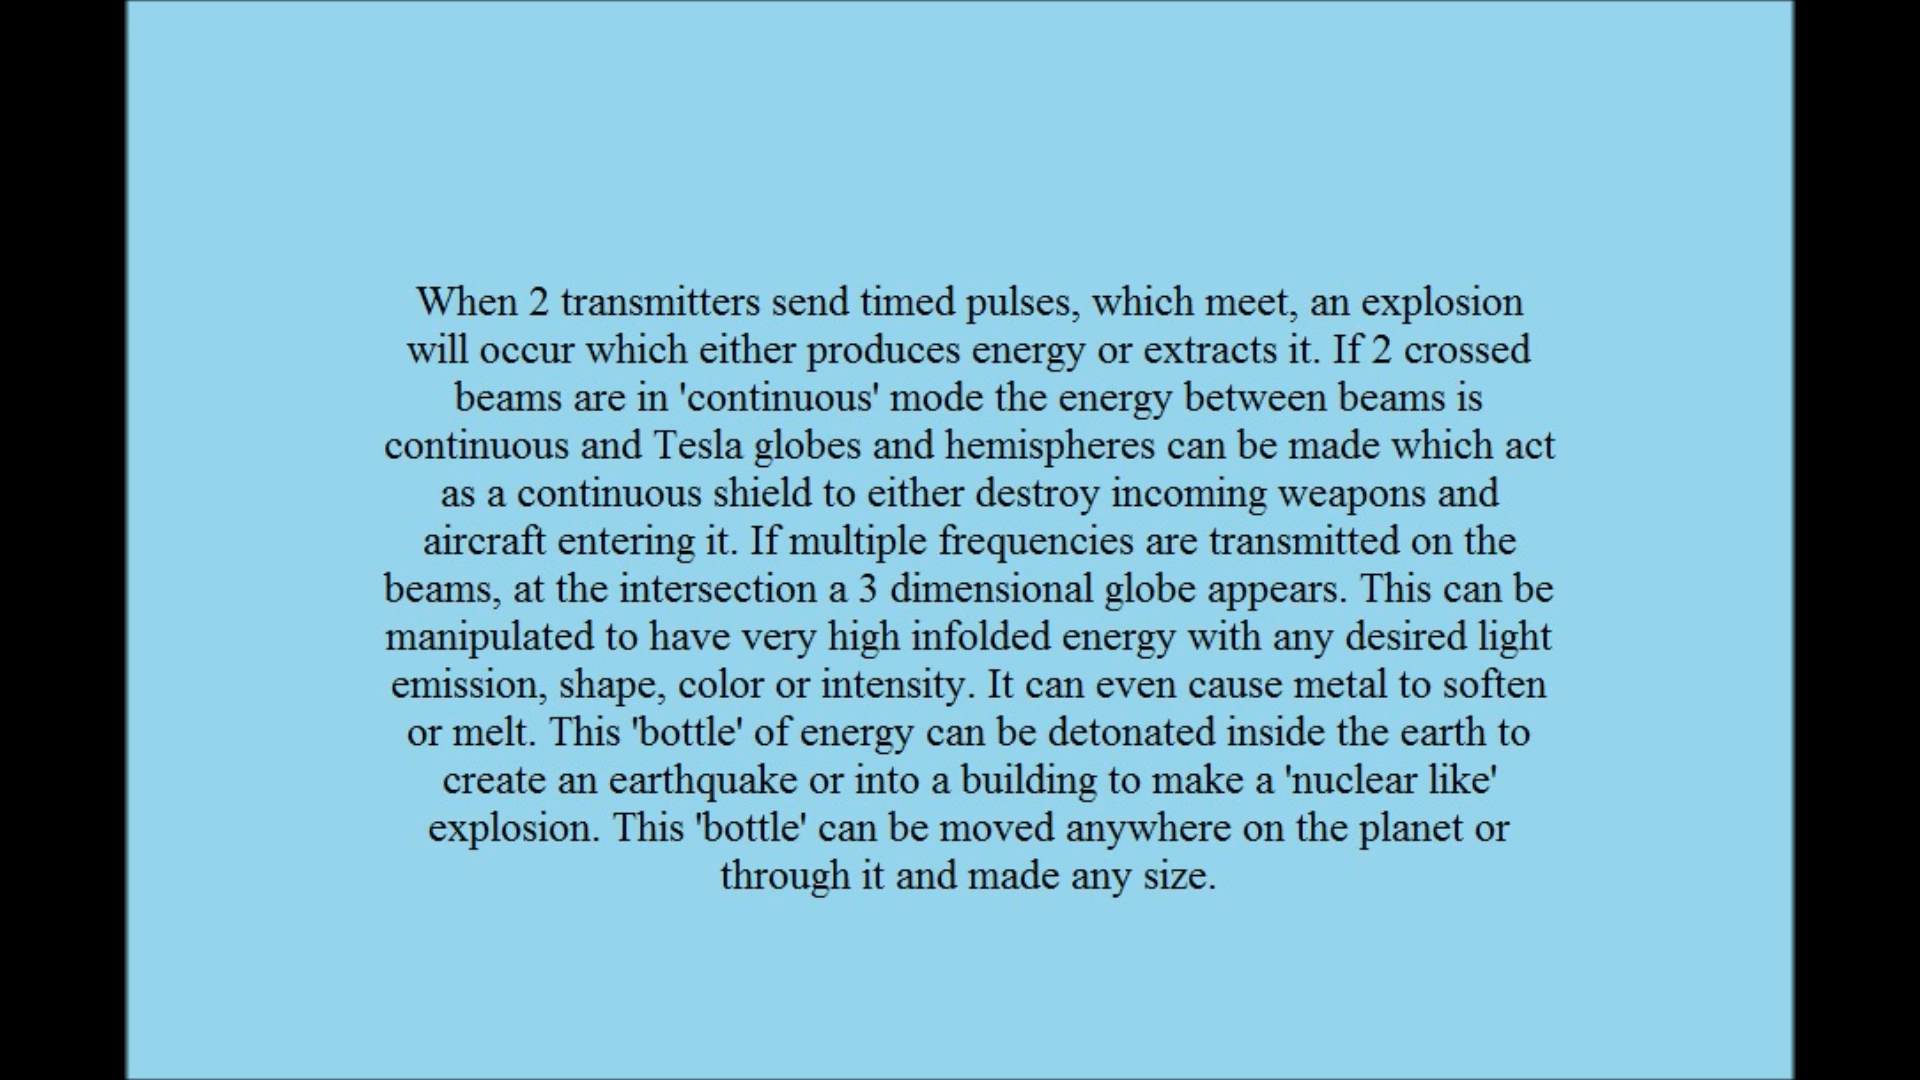 When 2 transmitters send timed pulses, which meet, an explosion
will occur which either produces energy or extracts it. If 2 crossed
beams are in 'continuous' mode the energy between beams is
continuous and Tesla globes and hemispheres can be made which act
as a continuous shield to either destroy incoming weapons and
aircraft entering it. If multiple frequencies are transmitted on the
beams, at the intersection a 3 dimensional globe appears. This can be
manipulated to have very high infolded energy with any desired light
emission, shape, color or intensity. It can even cause metal to soften
or melt. This 'bottle' of energy can be detonated inside the earth to
create an earthquake or into a building to make a 'nuclear like'
explosion. This 'bottle' can be moved anywhere on the planet or
through it and made any size.